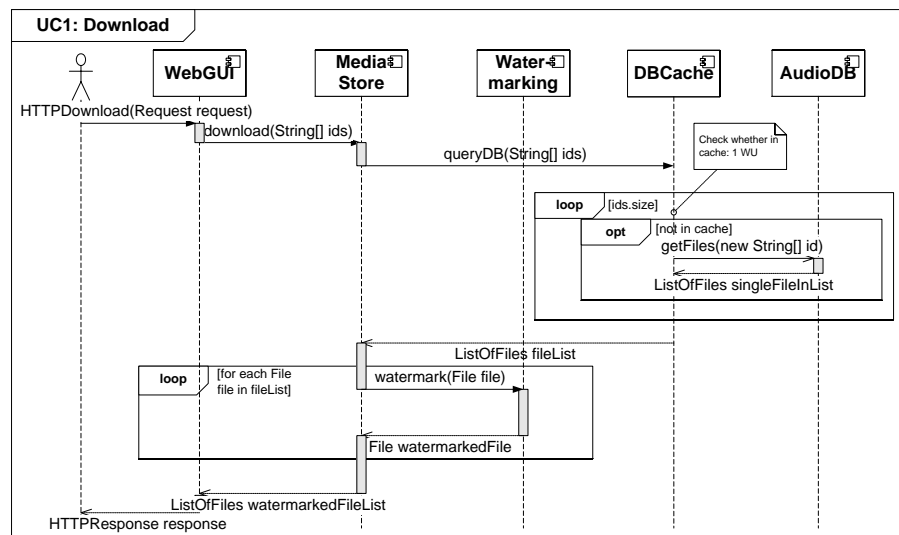 UC1: Download
WebGUI
Media
Store
Water-
marking
DBCache
AudioDB
HTTPDownload(Request request)
download(String[] ids)
queryDB(String[] ids)
Check whether in
cache: 1 WU
loop
[ids.size]
opt
[not in cache]
getFiles(new String[] id)
ListOfFiles singleFileInList
ListOfFiles fileList
loop
[for each File
file in fileList]
watermark(File file)
File watermarkedFile
ListOfFiles watermarkedFileList
HTTPResponse response